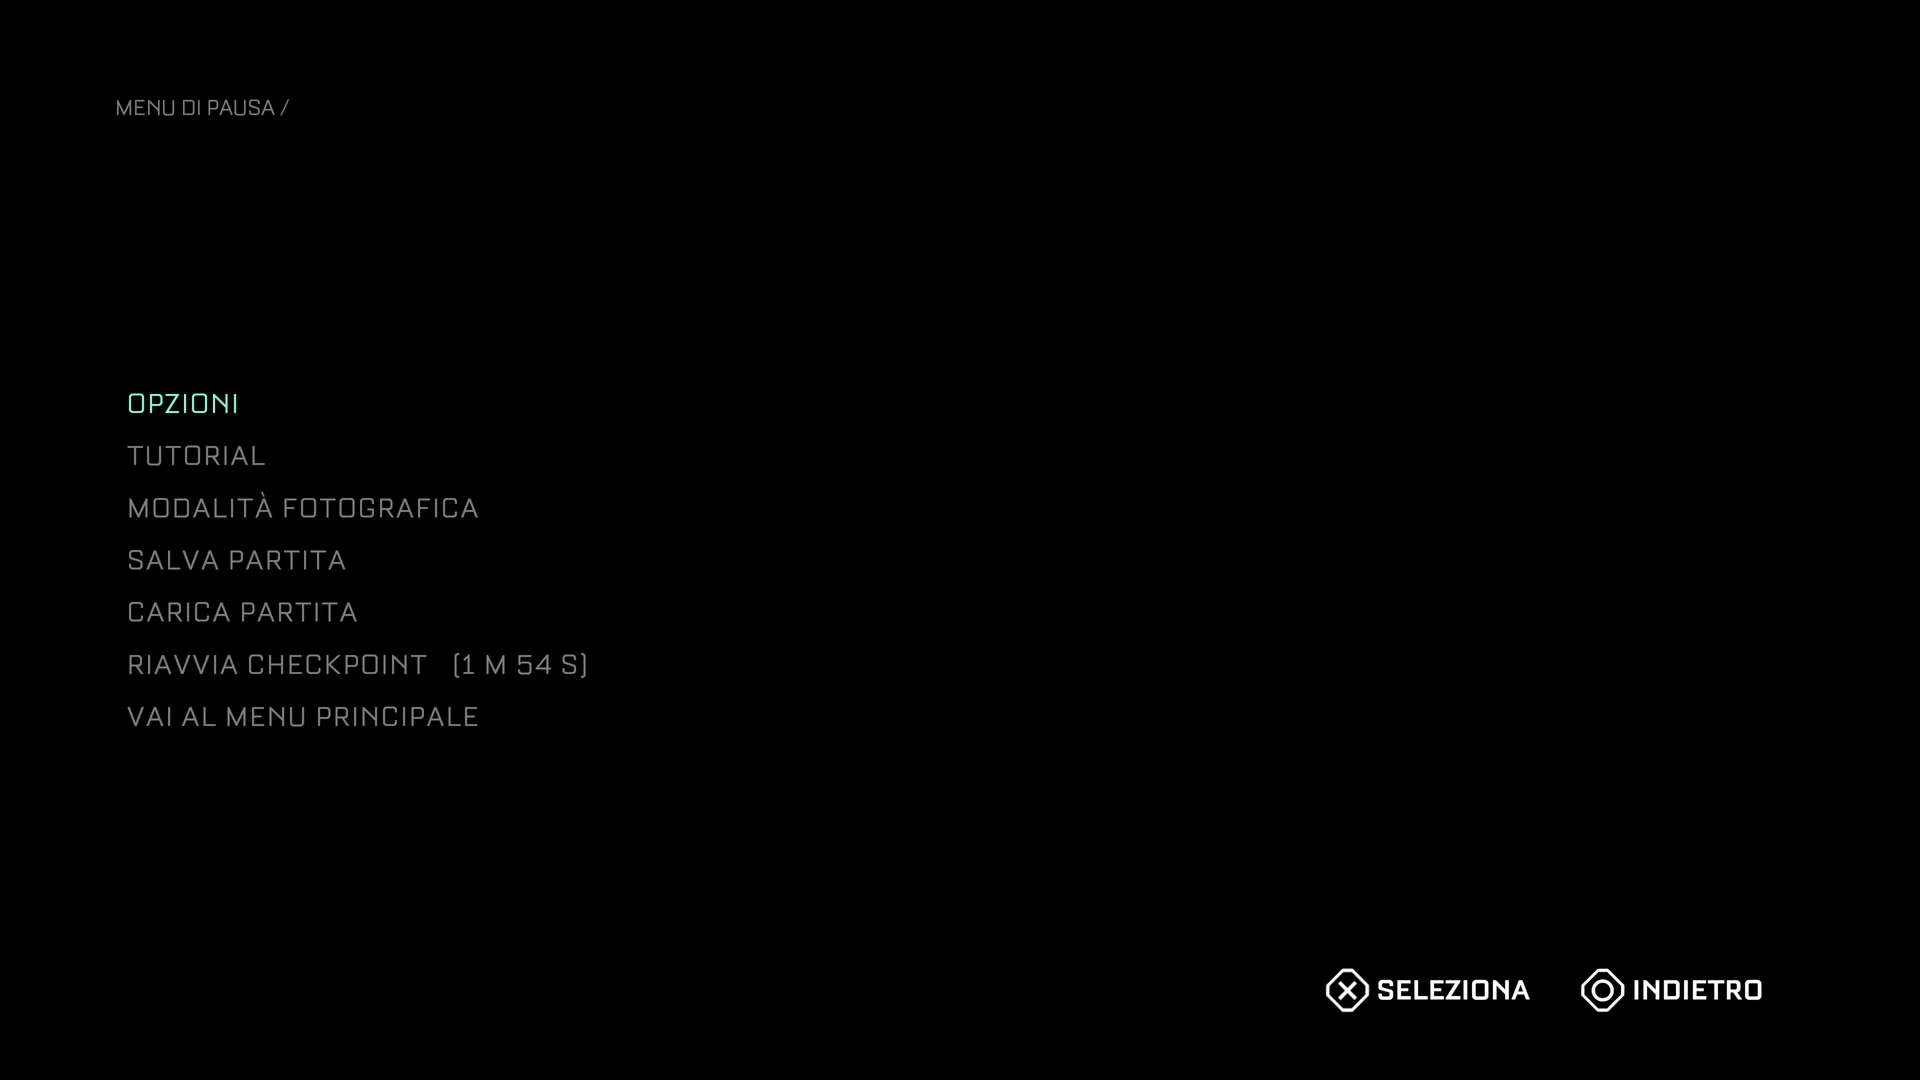 MENU DI PAUSA /
OPZIONI
TUTORIAL
MODALITÀ FOTOGRAFICA
SALVA PARTITA
CARICA PARTITA
RIAVVIA CHECKPOINT (1 M 54 S)
VAI AL MENU PRINCIPALE
SELEZIONA INDIETRO